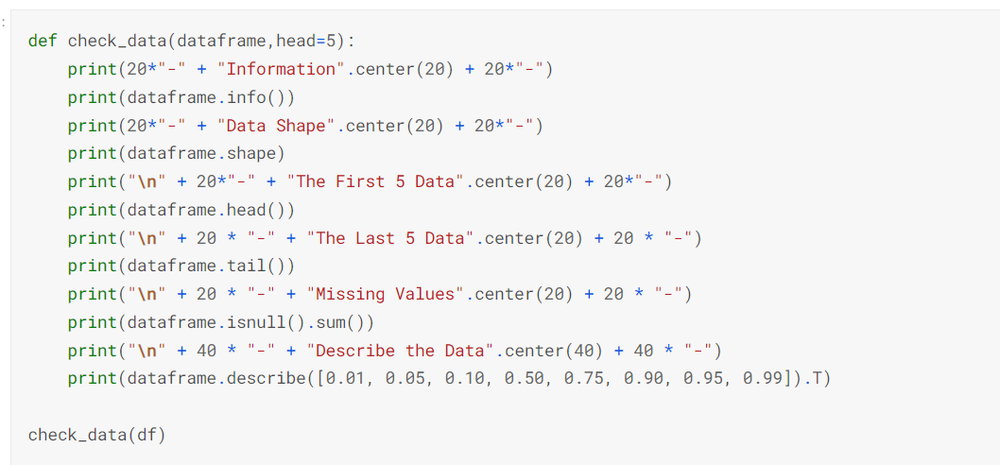 :
def check_data(dataframe,head=5):
    print(20*"-" + "Information".center(20) + 20*"-")
    print(dataframe.info())
    print(20*"-" + "Data Shape".center(20) + 20*"-")
    print(dataframe.shape)
    print("\n" + 20*"-" + "The First 5 Data".center(20) + 20*"-")
    print(dataframe.head())
    print("\n" + 20 * "-" + "The Last 5 Data".center(20) + 20 * "-")
    print(dataframe.tail())
    print("\n" + 20 * "-" + "Missing Values".center(20) + 20 * "-")
    print(dataframe.isnull().sum())
    print("\n" + 40 * "-" + "Describe the Data".center(40) + 40 * "-")
    print(dataframe.describe([0.01, 0.05, 0.10, 0.50, 0.75, 0.90, 0.95, 0.99]).T)
check_data(df)